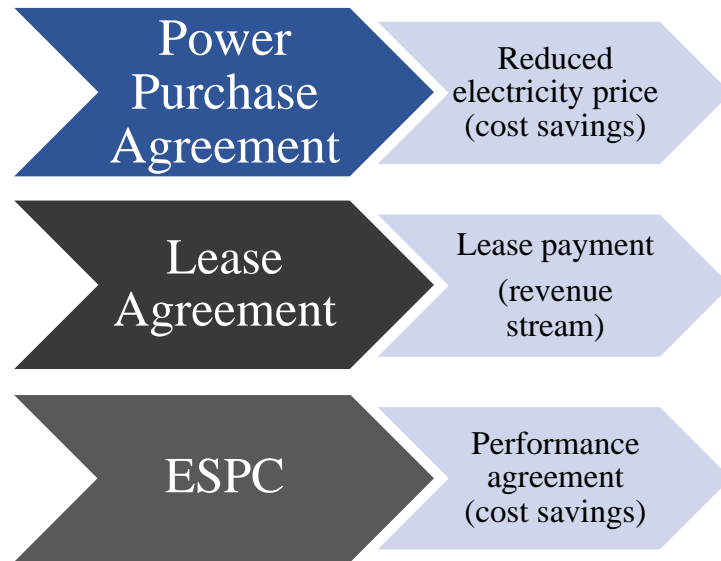 Power
Purchase
Agreement
Reduced
electricity price
(cost savings)
Lease
Agreement
Lease payment
(revenue
stream)
ESPC
Performance
agreement
(cost savings)